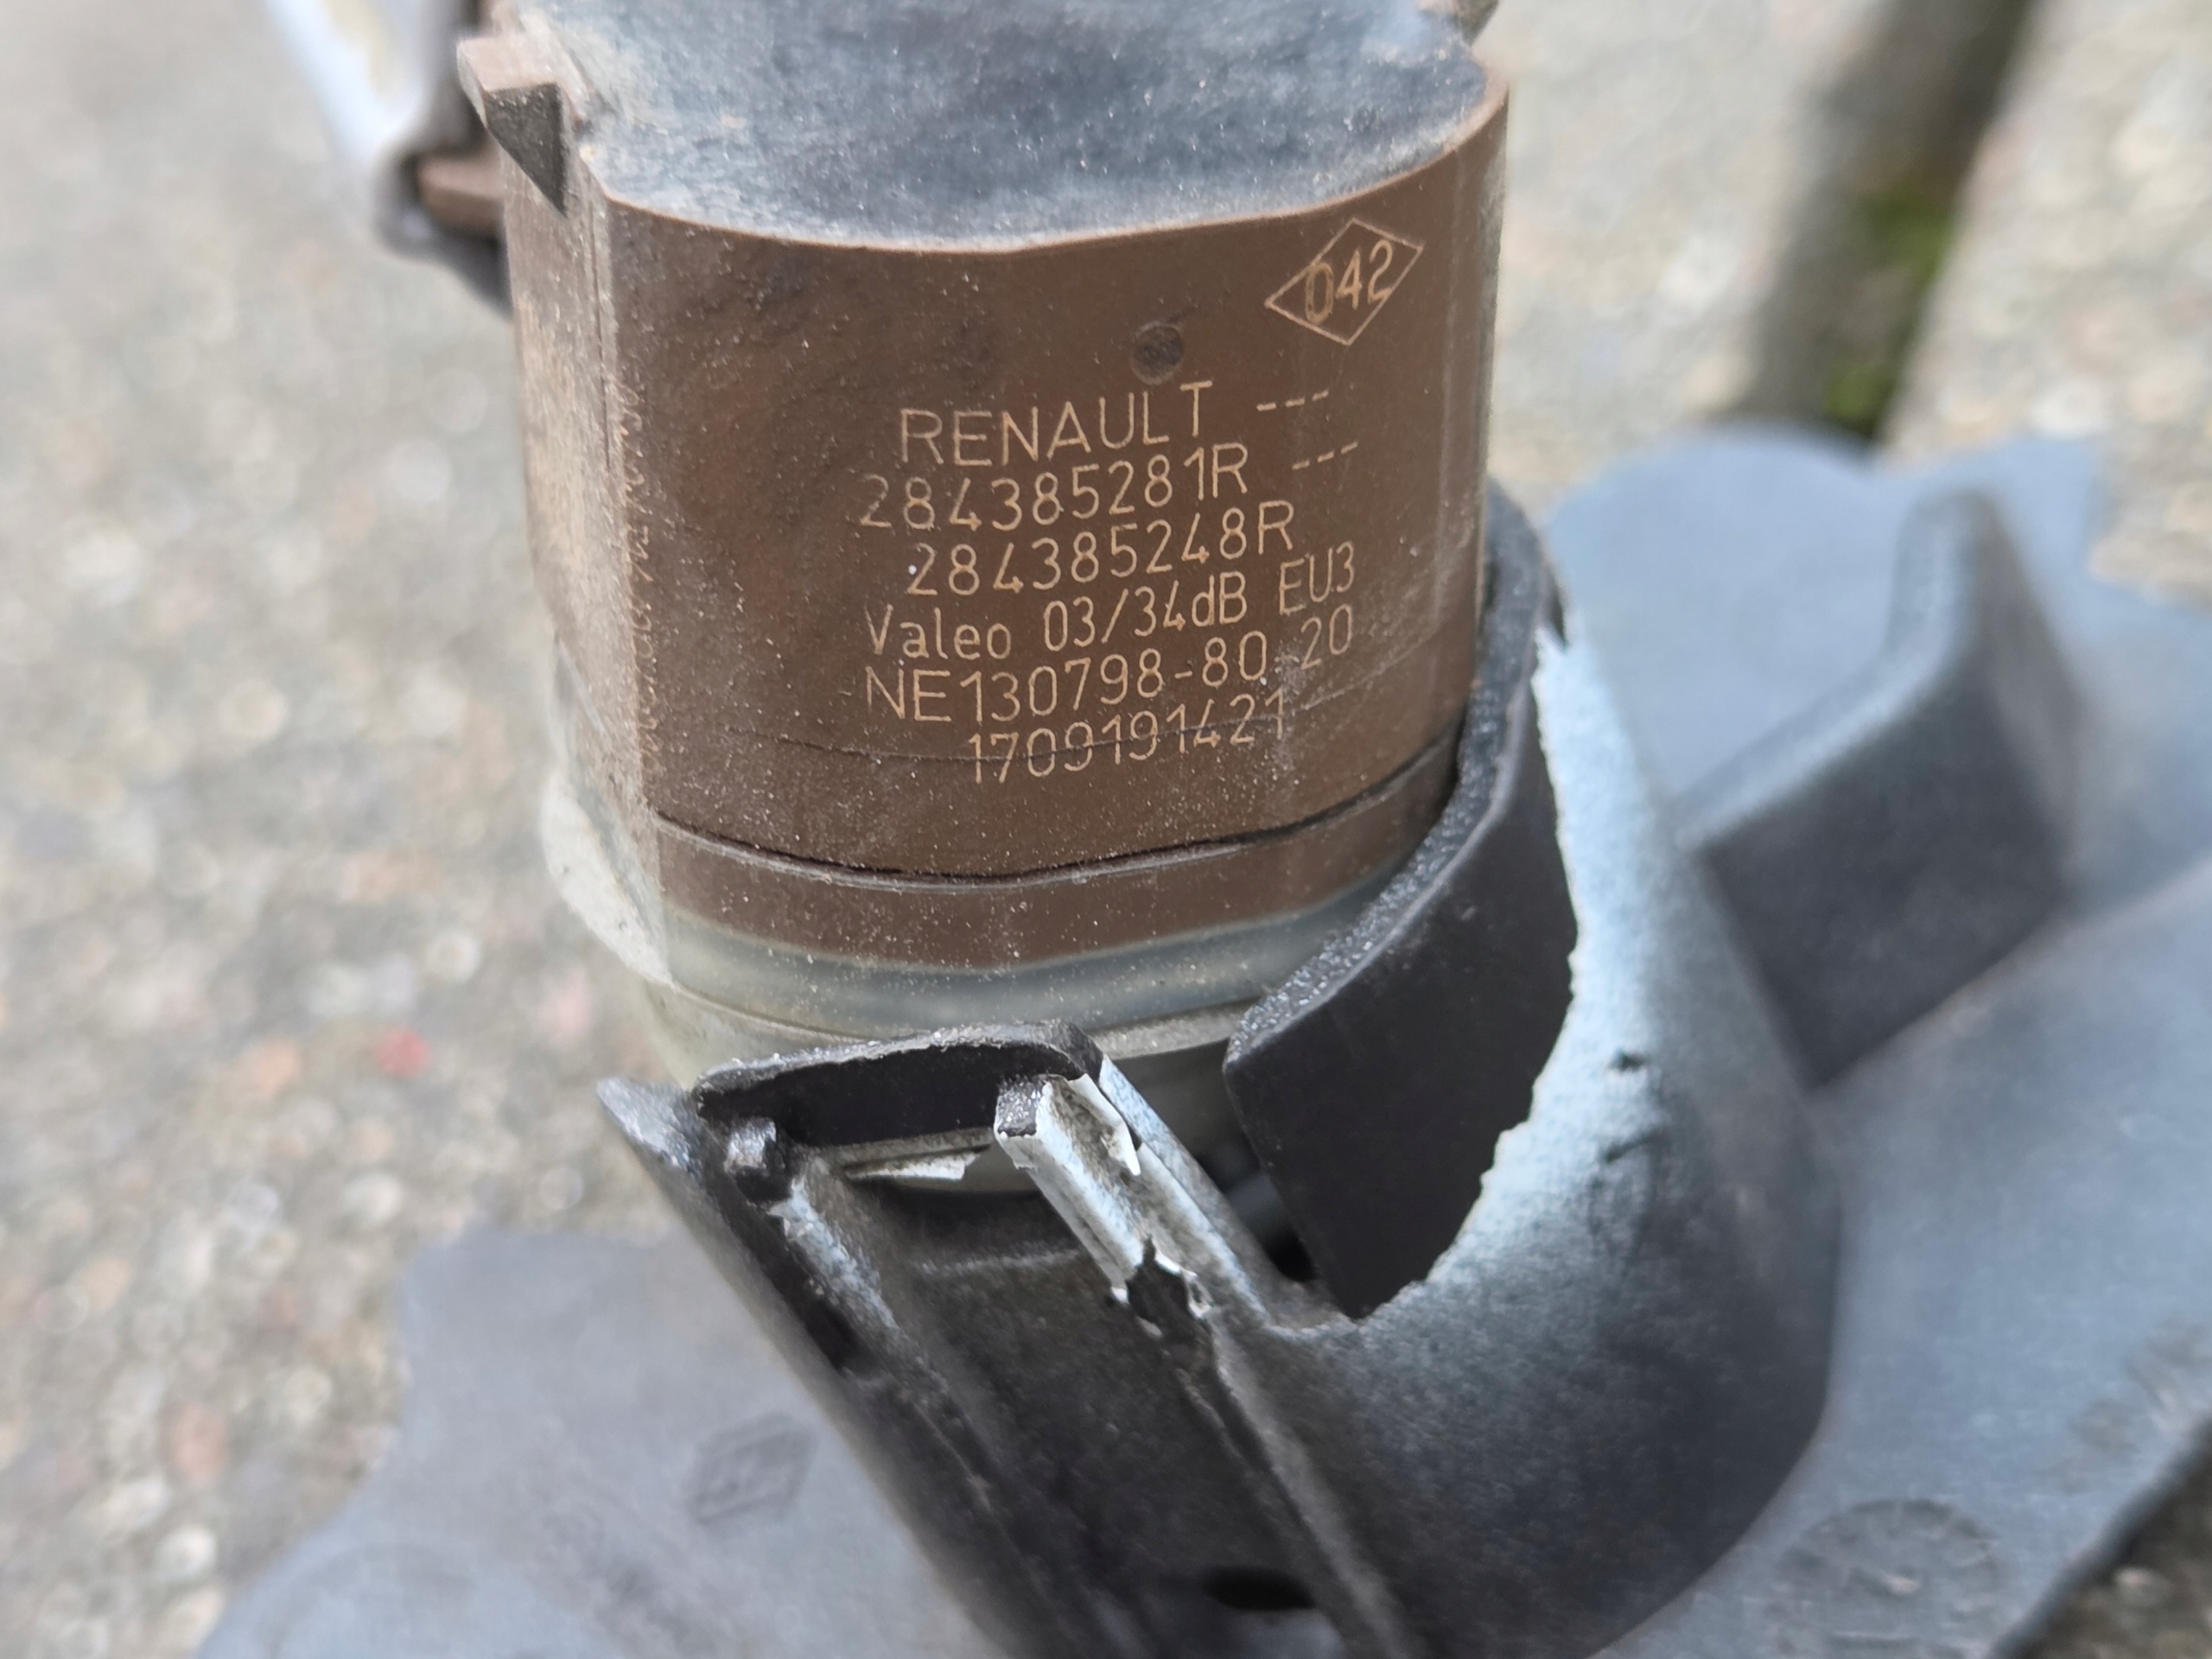 042
RENAULT ---
284385281R ---
284385248R
Valeo 03/34dB EU3
NE130798-80-20
1709191421